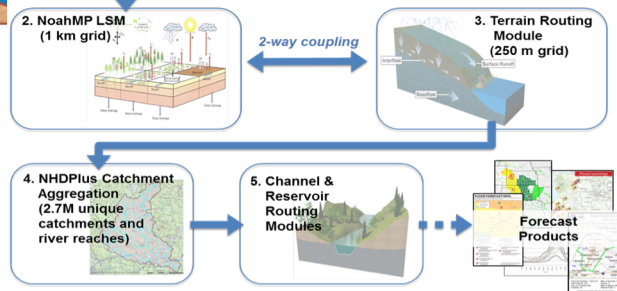 2. NoahMP LSM
(1 km grid)
2-way coupling
3. Terrain Routing
Module
(250 m grid)
Interflow
Surface Runoff
Baseflow
4. NHDPlus Catchment
Aggregation
(2.7M unique
catchments and
river reaches)
5. Channel &
Reservoir
Routing
Modules
Forecast
Products